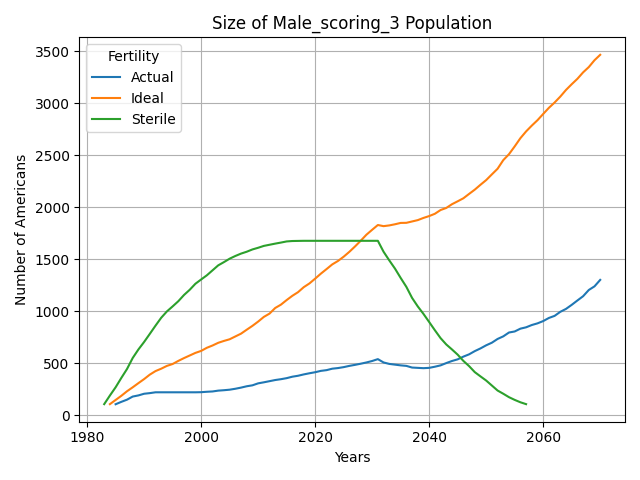 Size of Male_scoring_3 Population
Fertility
Actual
Ideal
Sterile
Number of Americans
3500
3000
2500
2000
1500
1000
500
0
1980 2000 2020 2040 2060
Years